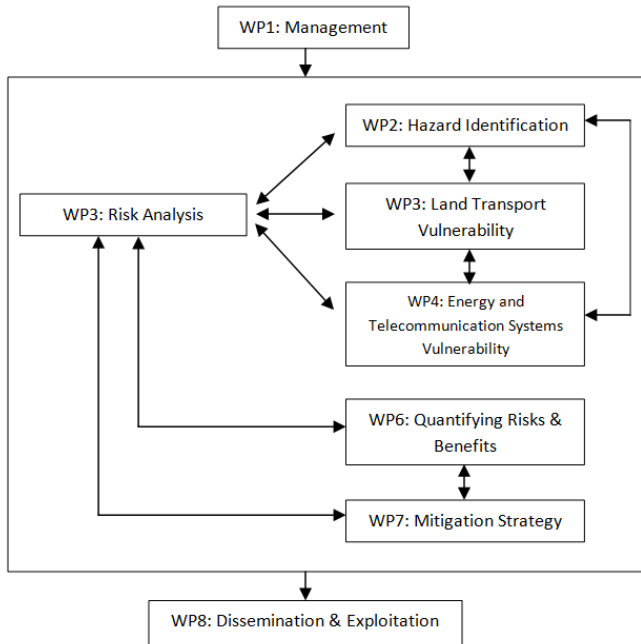 WP1: Management
WP2: Hazard Identification
WP3: Risk Analysis
WP3: Land Transport
Vulnerability
WP4: Energy and
Telecommunication Systems
Vulnerability
WP6: Quantifying Risks &
Benefits
WP7: Mitigation Strategy
WP8: Dissemination & Exploitation